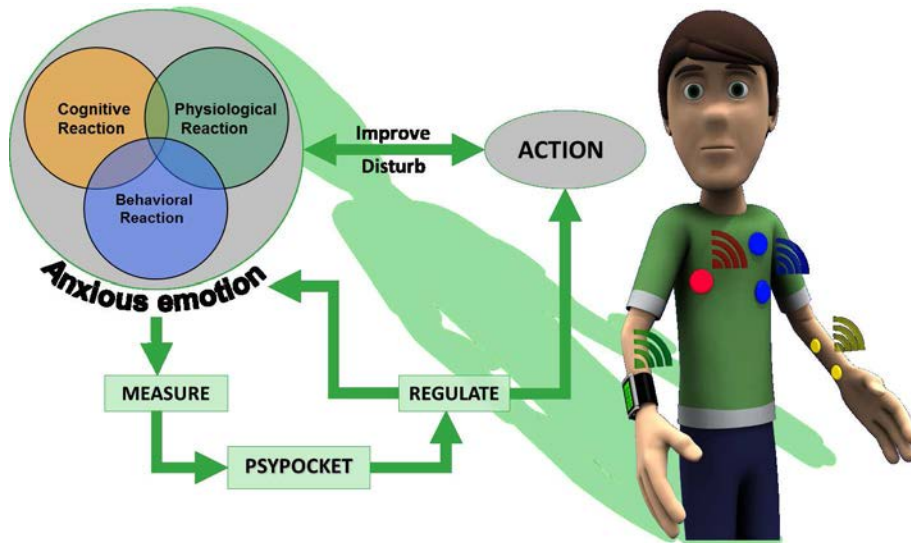 Cognitive
Reaction
Physiological
Reaction
Behavioral
Reaction
Anxious emotion
Improve
Disturb
ACTION
MEASURE
REGULATE
PSYPOCKET